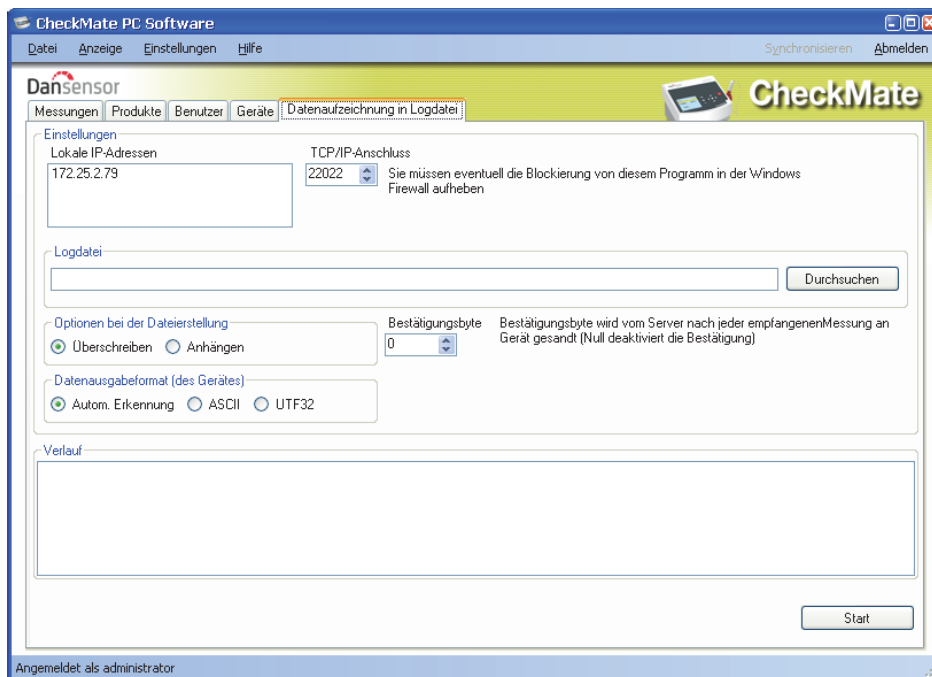 CheckMate PC Software
Datei Anzeige Einstellungen Hilfe Synchronisieren Abmelden
Dansensor
CheckMate
Messungen Produkte Benutzer Geräte Datenaufzeichnung in Logdatei
Einstellungen
Lokale IP-Adressen
172.25.2.79
TCP/IP-Anschluss
22022
Sie müssen eventuell die Blockierung von diesem Programm in der Windows
Firewall aufheben
Logdatei
Durchsuchen
Optionen bei der Dateierstellung
Überschreiben Anhängen
Bestätigungsbyte
0
Bestätigungsbyte wird vom Server nach jeder empfangenenMessung an
Gerät gesandt (Null deaktiviert die Bestätigung)
Datenausgabeformat (des Gerätes)
Autom. Erkennung ASCII UTF32
Verlauf
Start
Angemeldet als administrator